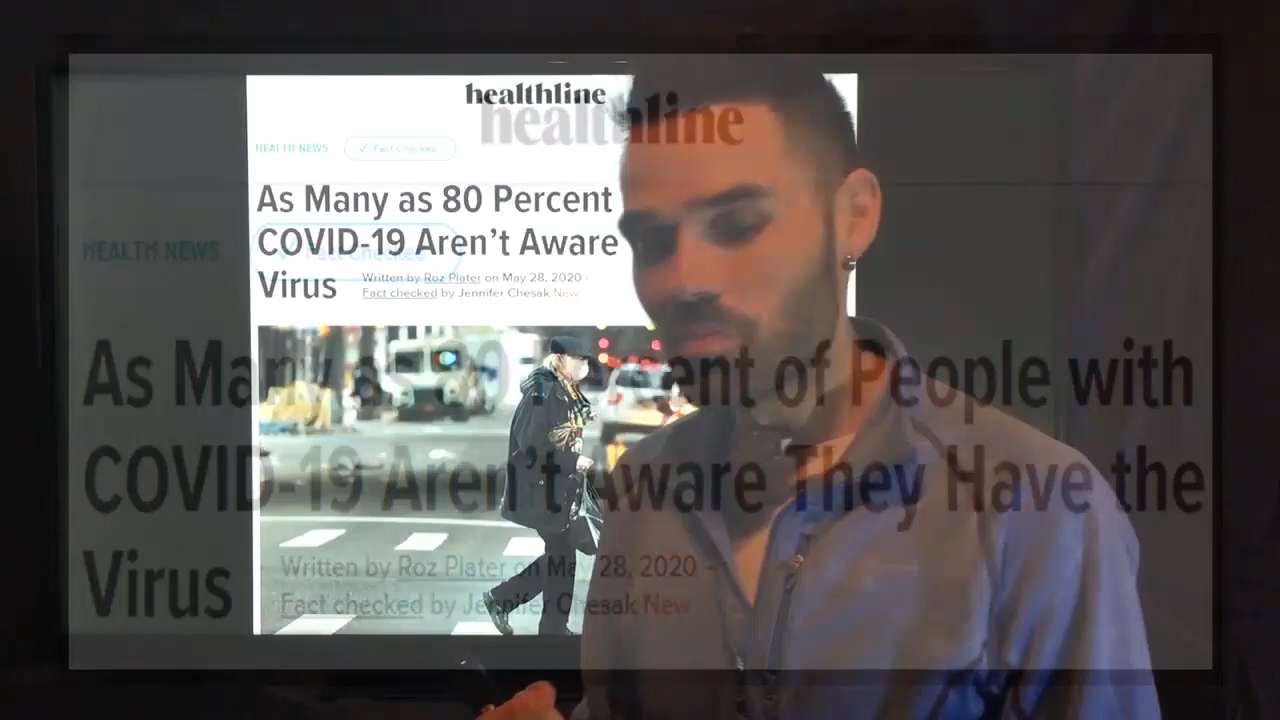 healthline
healthline
HEALTH NEWS ✓ Fact Checked
As Many as 80 Percent
COVID-19 Aren’t Aware
Virus
Written by Roz Plater on May 28, 2020 -
Fact checked by Jennifer Chesak New
HEALTH NEWS Fact Checked
As Many as 80 Percent of People with
COVID-19 Aren’t Aware They Have the
Virus
Written by Roz Plater on May 28, 2020 -
Fact checked by Jennifer Chesak New